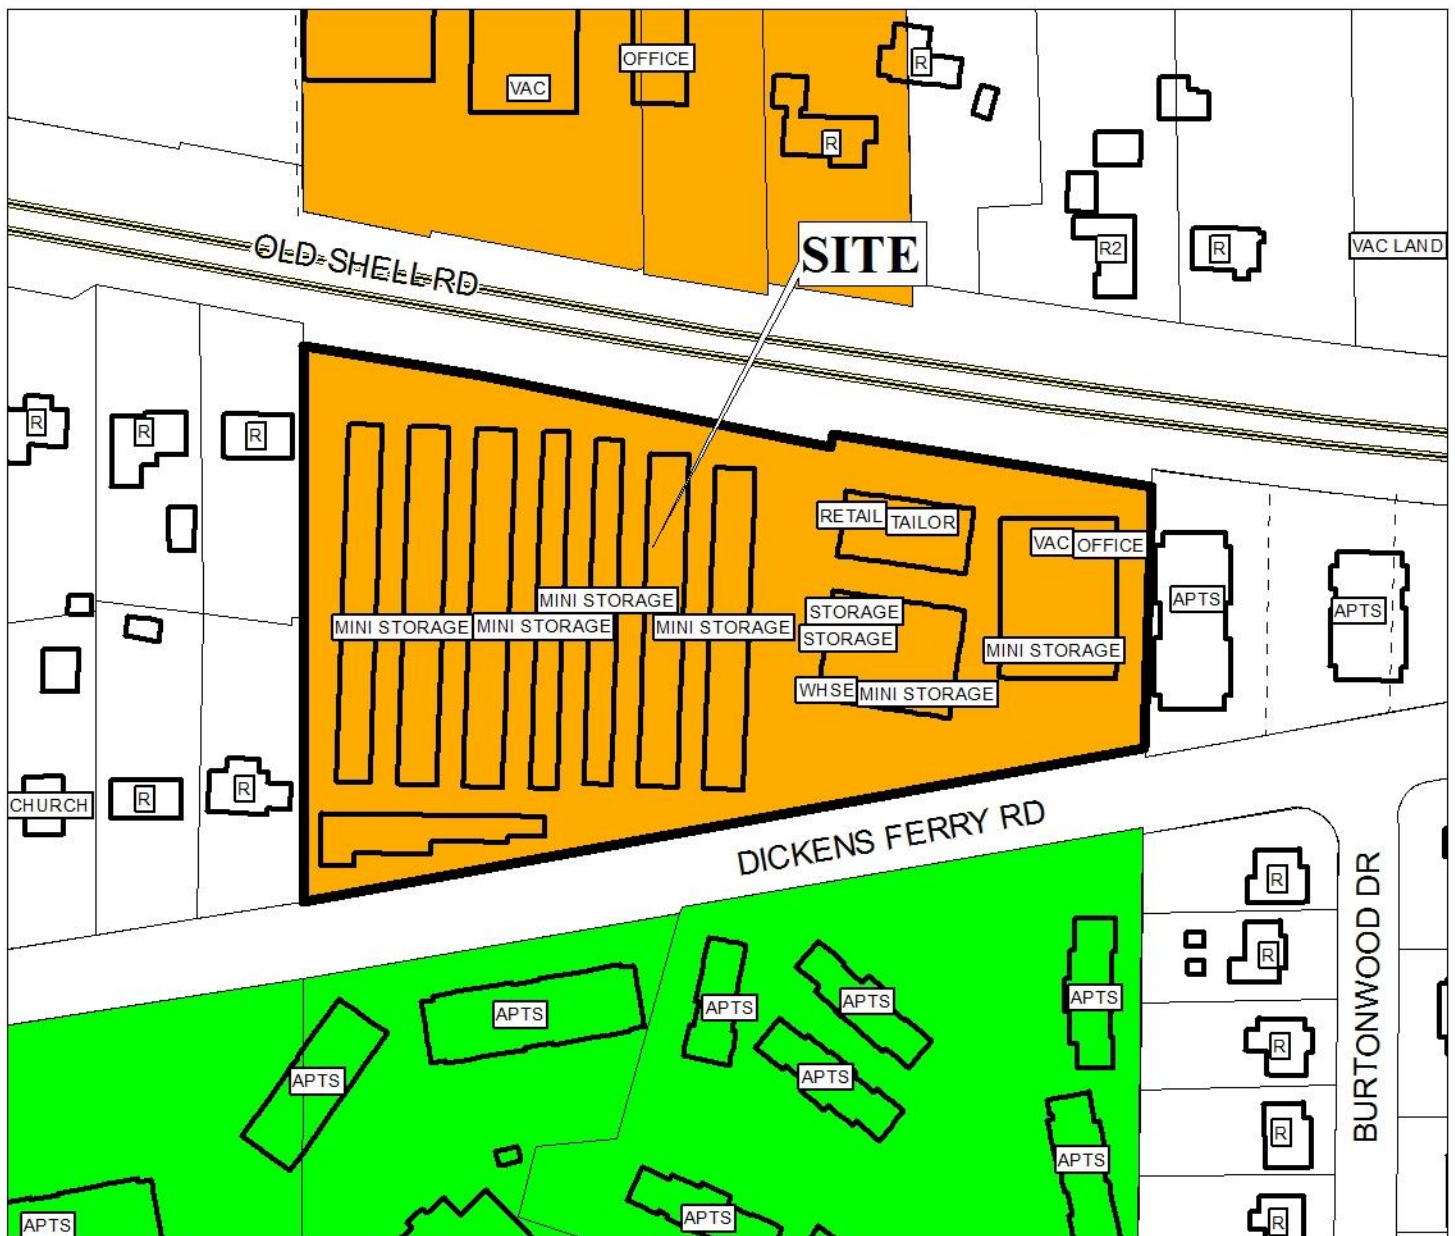 OFFICE
R
VAC
R
R2
R
VAC LAND
OLD SHELL RD
SITE
R
R
R
RETAIL
TAILOR
VAC
OFFICE
MINI STORAGE
MINI STORAGE
MINI STORAGE
MINI STORAGE
STORAGE
STORAGE
MINI STORAGE
WHSE
MINI STORAGE
APTS
APTS
CHURCH
R
R
DICKENS FERRY RD
BURTONWOOD DR
R
R
R
R
R
APTS
APTS
APTS
APTS
APTS
APTS
APTS
APTS
APTS